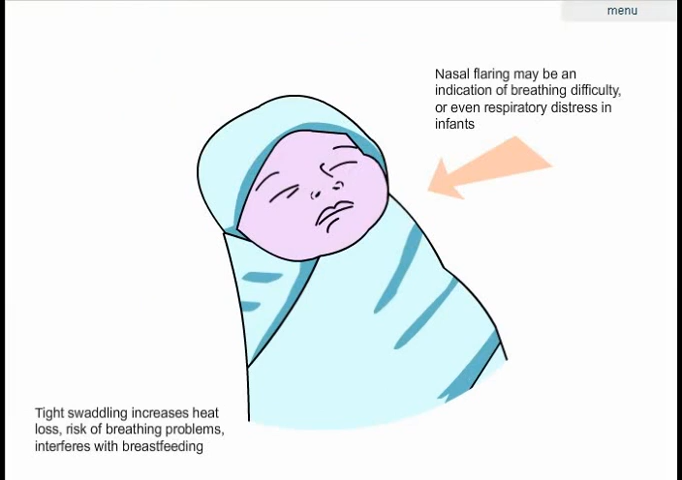 menu
Nasal flaring may be an
indication of breathing difficulty,
or even respiratory distress in
infants
Tight swaddling increases heat
loss, risk of breathing problems,
interferes with breastfeeding